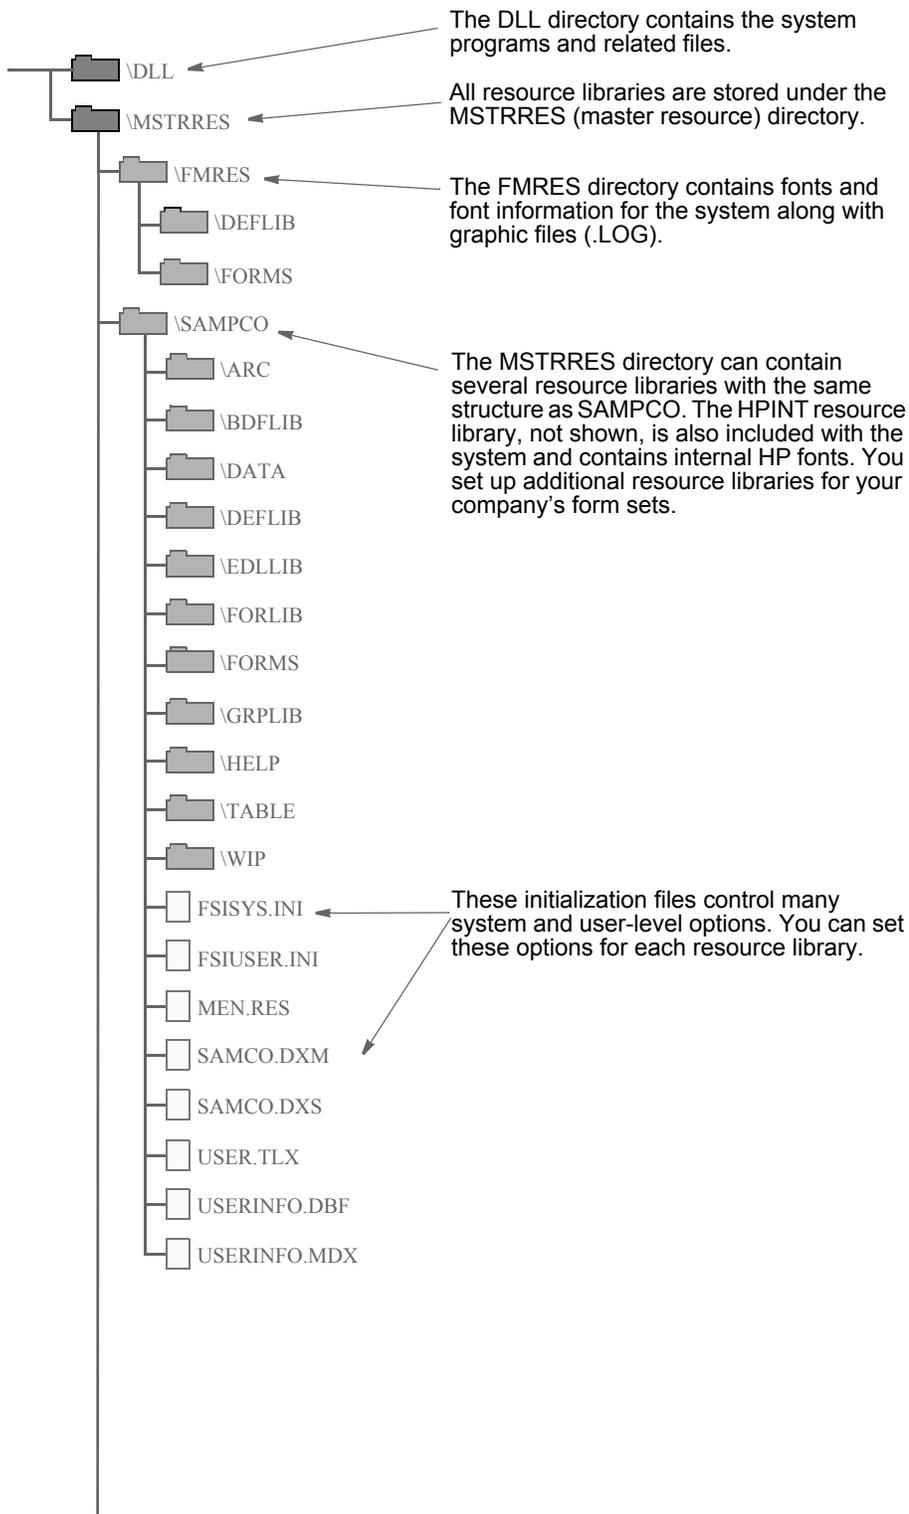 The DLL directory contains the system
programs and related files.
\DLL
All resource libraries are stored under the
MSTRRES (master resource) directory.
\MSTRRES
\FMRES
The FMRES directory contains fonts and
font information for the system along with
graphic files (.LOG).
\DEFLIB
\FORMS
\SAMPCO
The MSTRRES directory can contain
several resource libraries with the same
structure as SAMPCO. The HPINT resource
library, not shown, is also included with the
system and contains internal HP fonts. You
set up additional resource libraries for your
company's form sets.
\ARC
\BDFLIB
\DATA
\DEFLIB
\EDLLIB
\FORLIB
\FORMS
\GRPLIB
\HELP
\TABLE
\WIP
These initialization files control many
system and user-level options. You can set
these options for each resource library.
FSISYS.INI
FSIUSER.INI
MEN.RES
SAMCO.DXM
SAMCO.DXS
USER.TLX
USERINFO.DBF
USERINFO.MDX